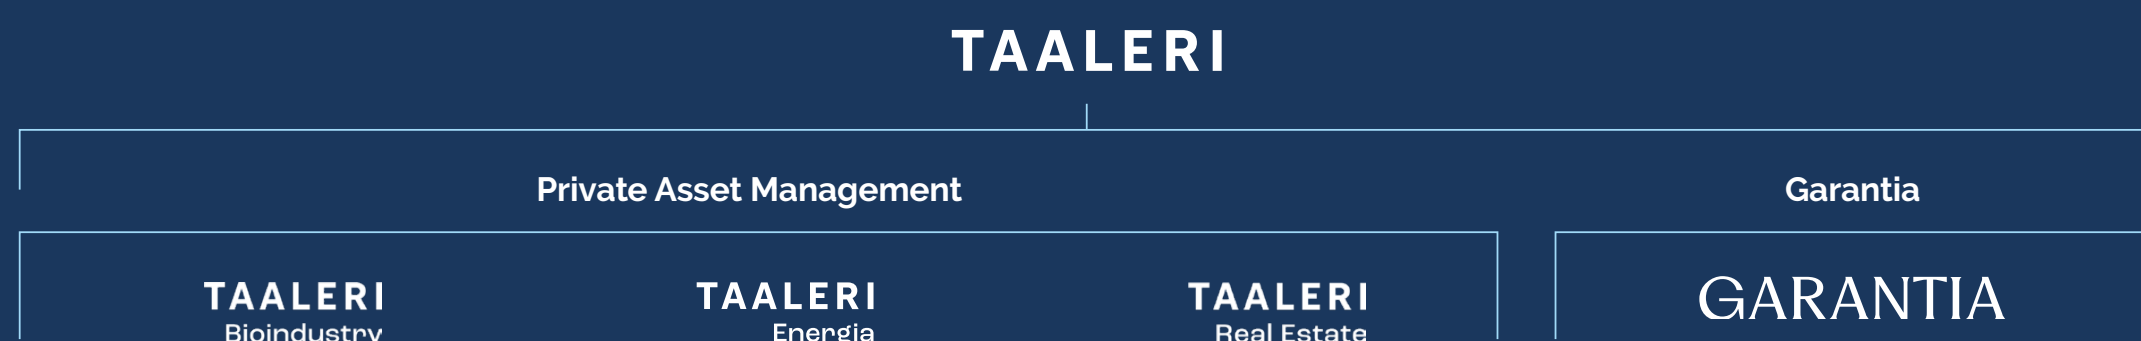 TAALERI
Private Asset Management
Garantia
TAALERI
Bioindustry
TAALERI
Energia
TAALERI
Real Estate
GARANTIA